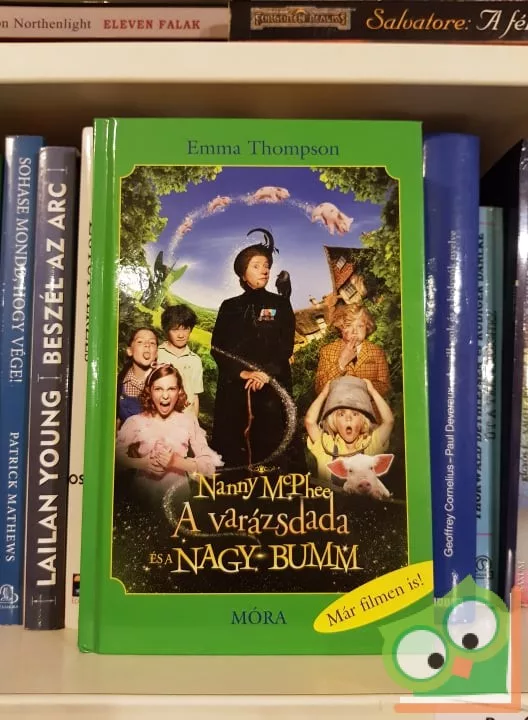 on Northenlight ELEVEN FALAK
FORGOTTEN REALMS Salvatore: A fé
SOHASE MONDD, HOGY VÉGE!
PATRICK MATHEWS
LAILAN YOUNG BESZÉL AZ ARC
Emma Thompson
Nanny McPhee
A varázsdada
ÉS A NAGY BUMM
Már filmen is!
MÓRA
Geoffrey Cornelius – Paul Devereux